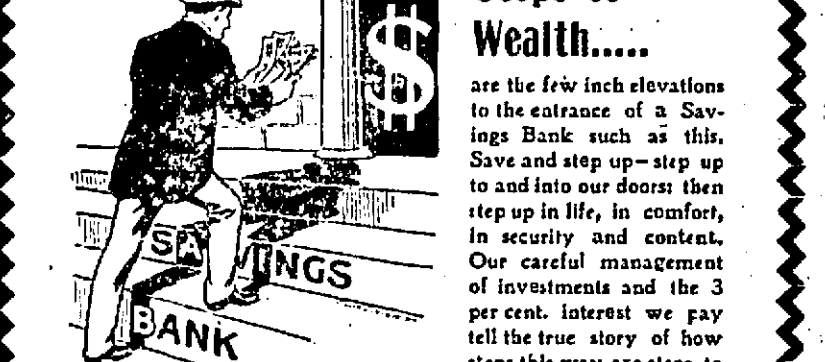 $
SAVINGS
BANK
Wealth.....
are the few inch elevations
to the entrance of a Sav-
ings Bank such as this.
Save and step up—step up
to and into our doors; then
step up in life, in comfort,
in security and content.
Our careful management
of investments and the 3
per cent. interest we pay
tell the true story of how